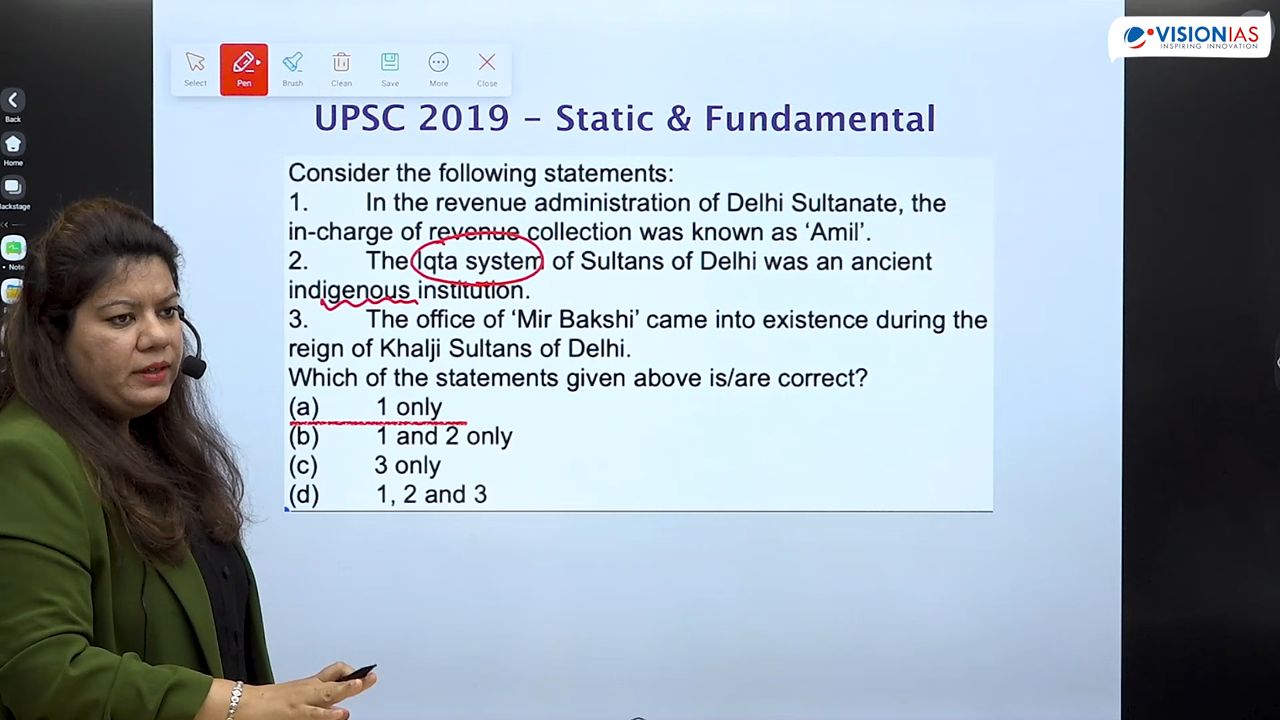 VISIONIAS
INSPIRING INNOVATION
Select
Pen
Brush
Clean
Save
More
Close
Back
Home
Backstage
Note
UPSC 2019 – Static & Fundamental
Consider the following statements:
1. In the revenue administration of Delhi Sultanate, the
in-charge of revenue collection was known as ‘Amil’.
2. The Iqta system of Sultans of Delhi was an ancient
indigenous institution.
3. The office of ‘Mir Bakshi’ came into existence during the
reign of Khalji Sultans of Delhi.
Which of the statements given above is/are correct?
(a) 1 only
(b) 1 and 2 only
(c) 3 only
(d) 1, 2 and 3